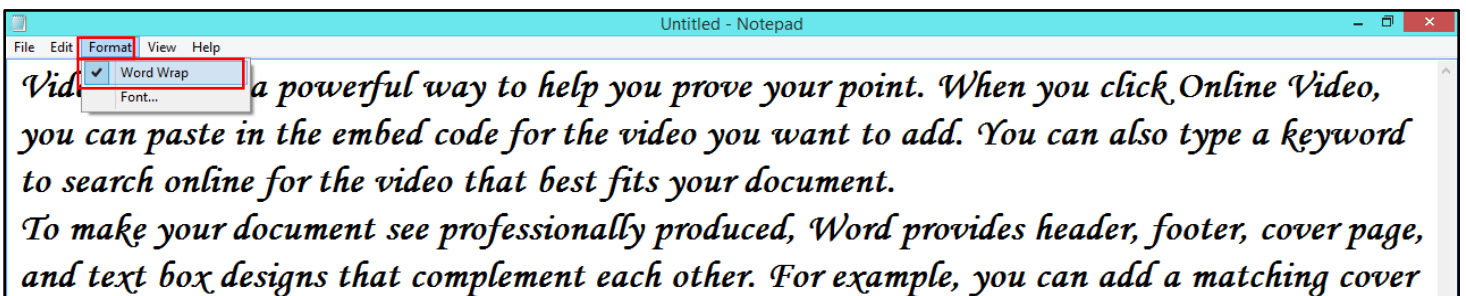 Untitled - Notepad
File Edit Format View Help
Word Wrap
Font...
Vid a powerful way to help you prove your point. When you click Online Video,
you can paste in the embed code for the video you want to add. You can also type a keyword
to search online for the video that best fits your document.
To make your document see professionally produced, Word provides header, footer, cover page,
and text box designs that complement each other. For example, you can add a matching cover